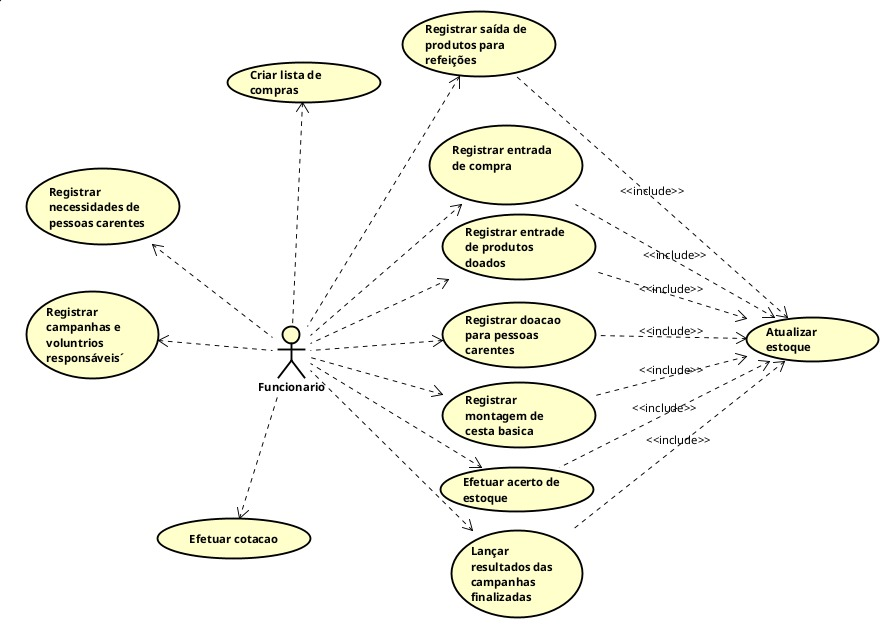 Registrar saída de
produtos para
refeições
Criar lista de
compras
Registrar entrada
de compra
Registrar
necessidades de
pessoas carentes
<<include>>
Registrar entrade
de produtos
doados
<<include>>
<<include>>
Registrar
campanhas e
voluntrios
responsáveis´
Registrar doacao
para pessoas
carentes
<<include>>
Atualizar
estoque
Funcionario
<<include>>
Registrar
montagem de
cesta basica
<<include>>
<<include>>
Efetuar acerto de
estoque
Efetuar cotacao
Lançar
resultados das
campanhas
finalizadas